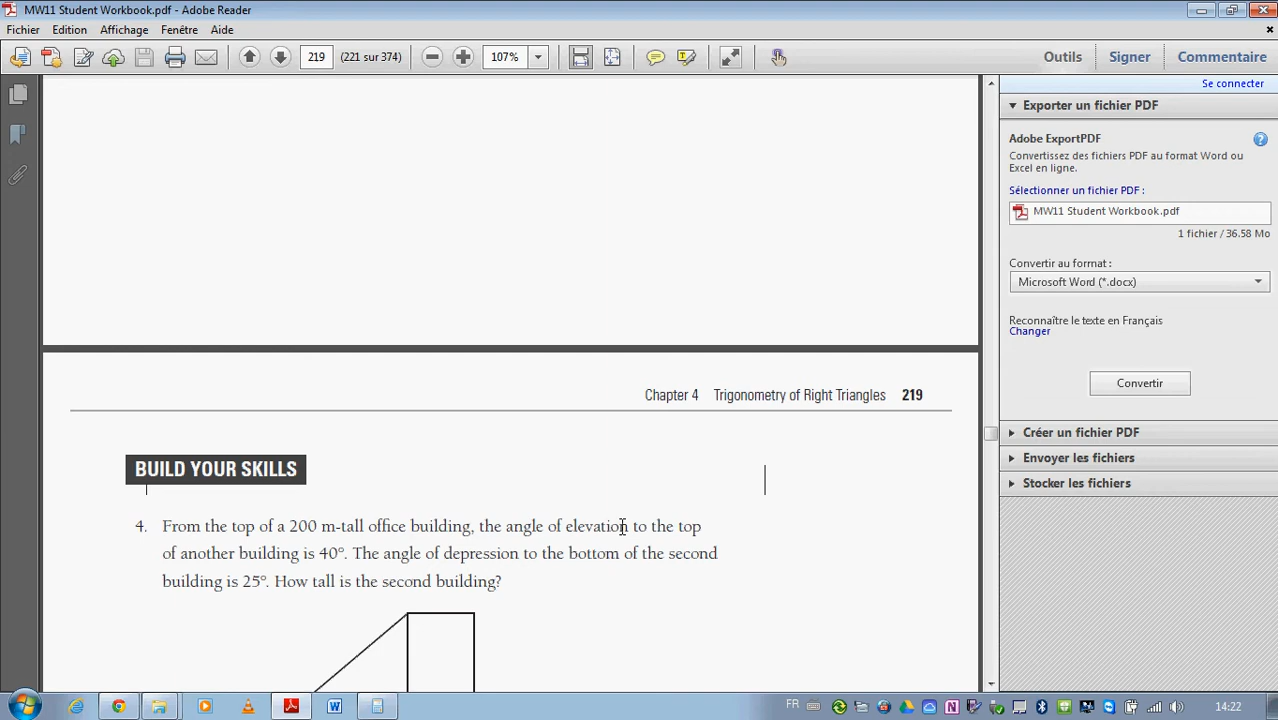 MW11 Student Workbook.pdf - Adobe Reader
Fichier Edition Affichage Fenêtre Aide
219 (221 sur 374) 107% Outils Signer Commentaire
Se connecter
Exporter un fichier PDF
Adobe ExportPDF
Convertissez des fichiers PDF au format Word ou
Excel en ligne.
Sélectionner un fichier PDF :
MW11 Student Workbook.pdf
1 fichier / 36.58 Mo
Convertir au format :
Microsoft Word (*.docx)
Reconnaître le texte en Français
Changer
Convertir
Créer un fichier PDF
Envoyer les fichiers
Stocker les fichiers
Chapter 4 Trigonometry of Right Triangles 219
BUILD YOUR SKILLS
4. From the top of a 200 m-tall office building, the angle of elevation to the top
of another building is 40°. The angle of depression to the bottom of the second
building is 25°. How tall is the second building?
FR 14:22